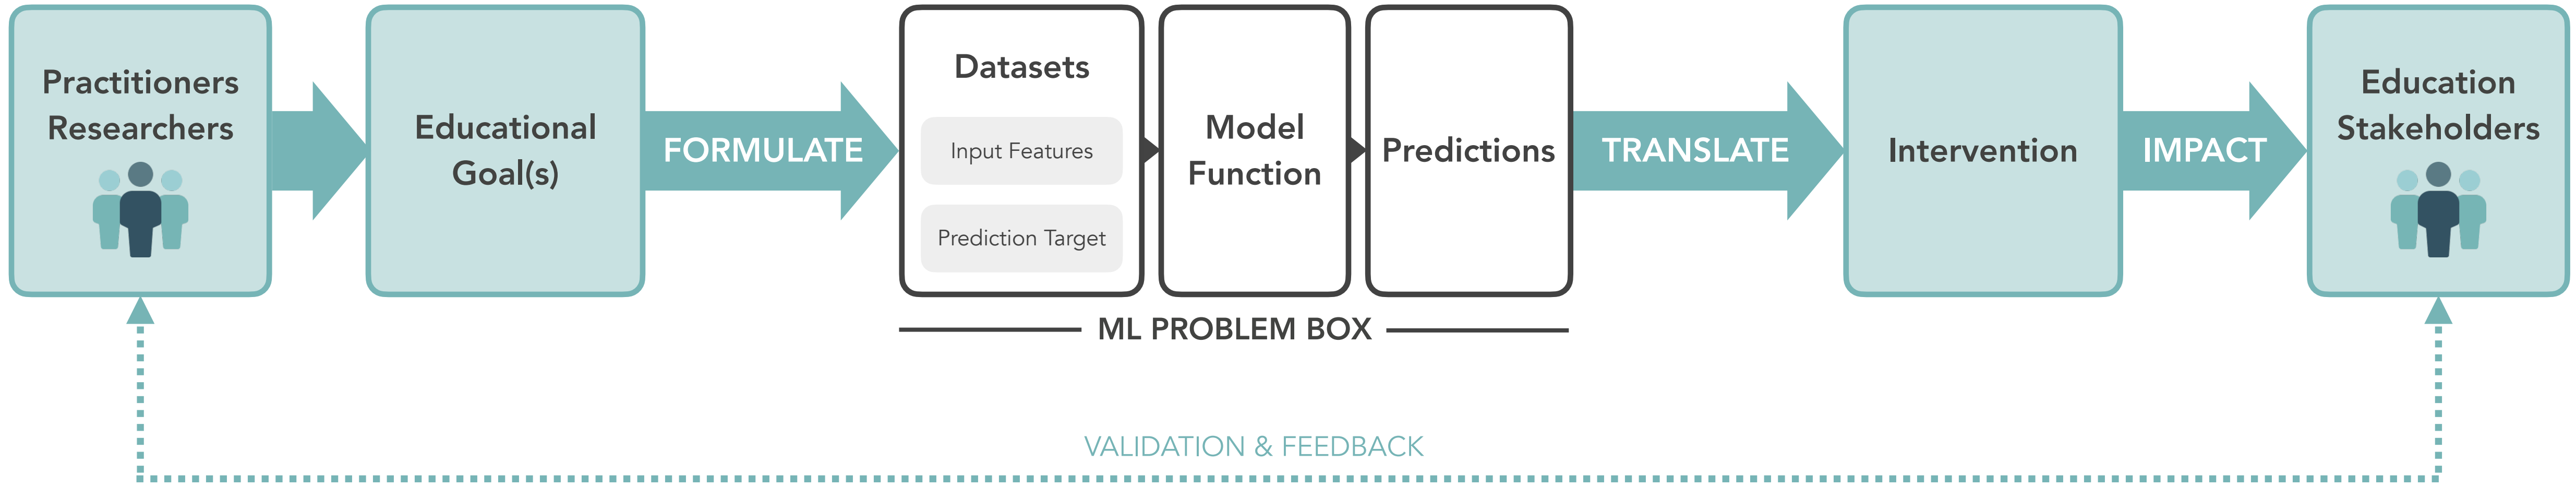 Practitioners
Researchers
Educational
Goal(s)
FORMULATE
Datasets
Input Features
Prediction Target
Model
Function
Predictions
ML PROBLEM BOX
TRANSLATE
Intervention
IMPACT
Education
Stakeholders
VALIDATION & FEEDBACK